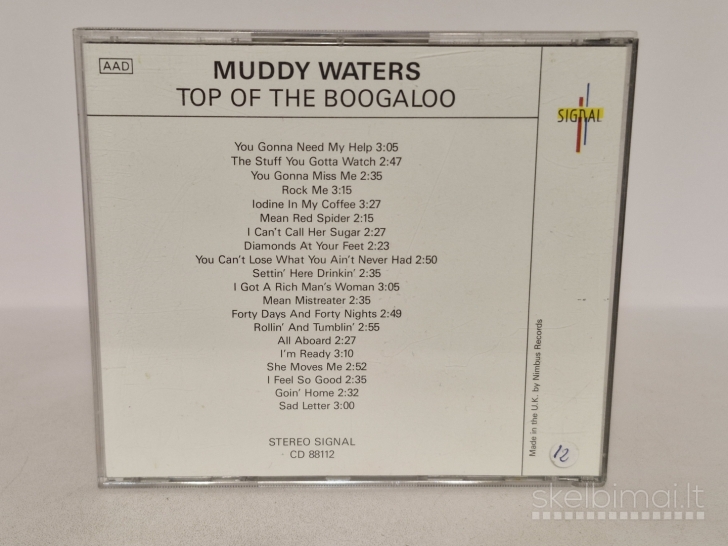 AAD
MUDDY WATERS
TOP OF THE BOOGALOO
SIGNAL
You Gonna Need My Help 3:05
The Stuff You Gotta Watch 2:47
You Gonna Miss Me 2:35
Rock Me 3:15
Iodine In My Coffee 3:27
Mean Red Spider 2:15
I Can't Call Her Sugar 2:27
Diamonds At Your Feet 2:23
You Can't Lose What You Ain't Never Had 2:50
Settin' Here Drinkin' 2:35
I Got A Rich Man's Woman 3:05
Mean Mistreater 2:35
Forty Days And Forty Nights 2:49
Rollin' And Tumblin' 2:55
All Aboard 2:27
I'm Ready 3:10
She Moves Me 2:52
I Feel So Good 2:35
Goin' Home 2:32
Sad Letter 3:00
STEREO SIGNAL
CD 88112
Made in the U.K. by Nimbus Records
12
skelbimai.lt